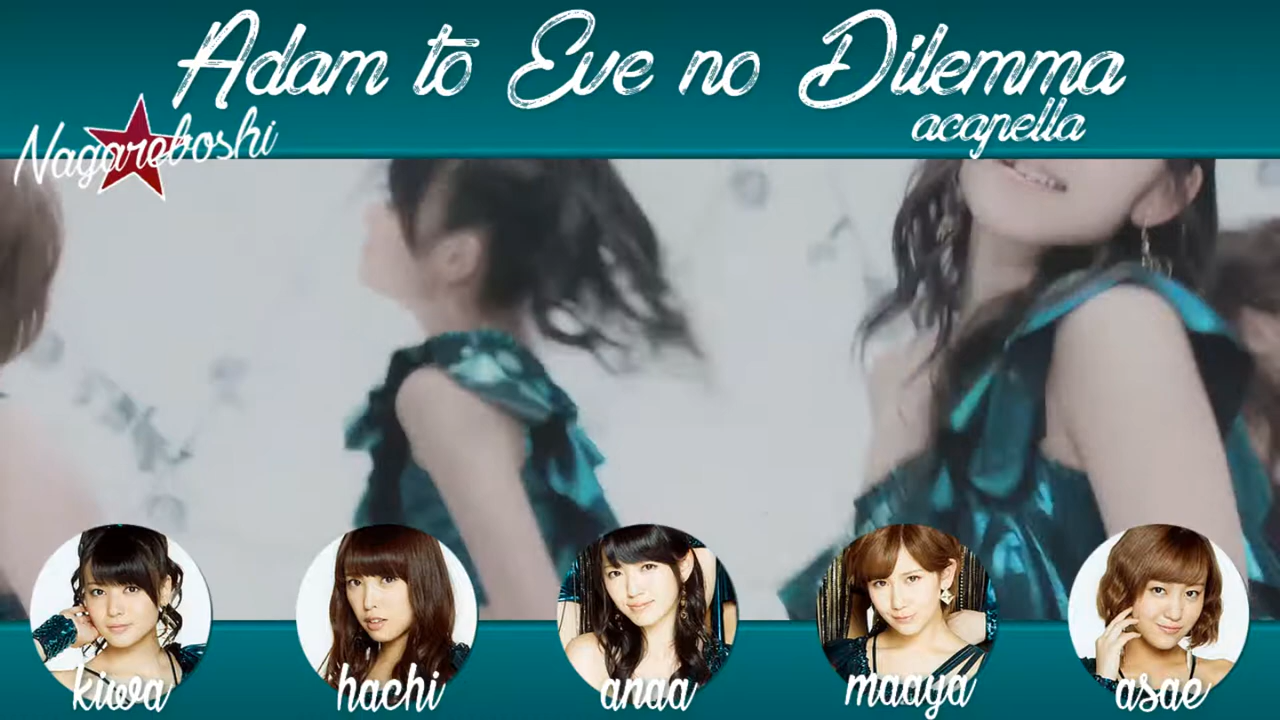 Adam to Eve no Dilemma
acapella
Nagareboshi
kiwa
hachi
anaa
maaya
asae